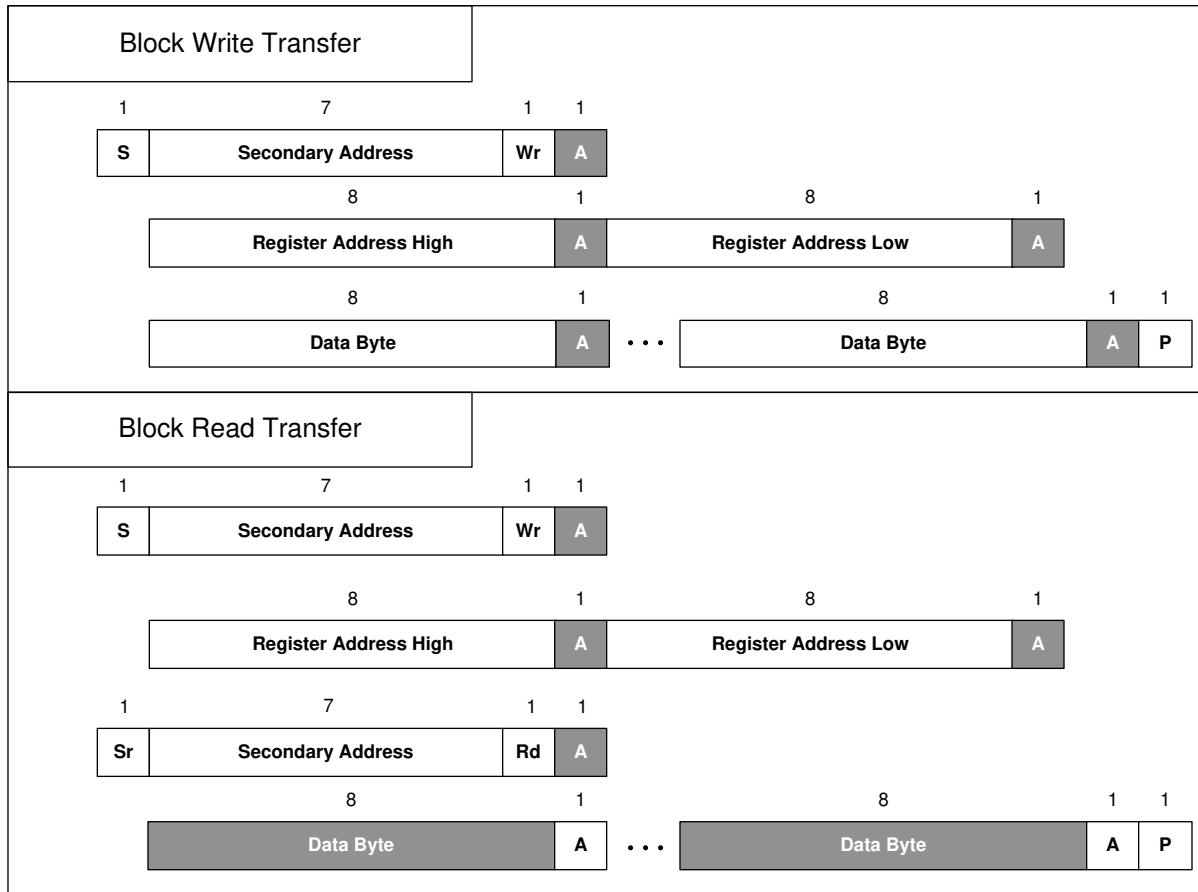 Block Write Transfer
1 7 1 1
S Secondary Address Wr A
8 1 8 1
Register Address High A Register Address Low A
8 1 8 1 1
Data Byte A • • • Data Byte A P
Block Read Transfer
1 7 1 1
S Secondary Address Wr A
8 1 8 1
Register Address High A Register Address Low A
1 7 1 1
Sr Secondary Address Rd A
8 1 8 1 1
Data Byte A • • • Data Byte A P